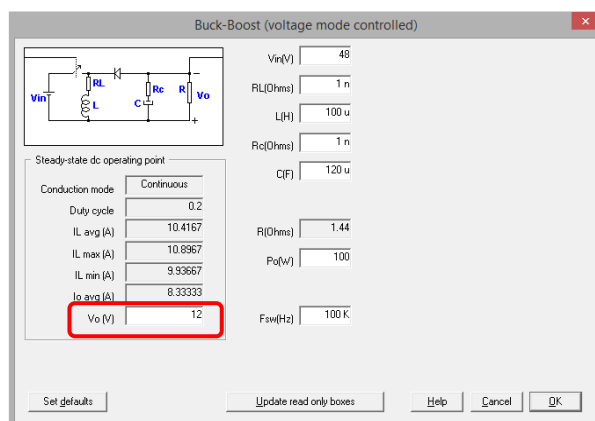 Buck-Boost (voltage mode controlled)
x
Vin
RL
L
C
Rc
R
Vo
−
+
Steady-state dc operating point
Conduction mode Continuous
Duty cycle 0.2
IL avg (A) 10.4167
IL max (A) 10.8967
IL min (A) 9.93667
Io avg (A) 8.33333
Vo (V) 12
Vin(V) 48
RL(Ohms) 1 n
L(H) 100 u
Rc(Ohms) 1 n
C(F) 120 u
R(Ohms) 1.44
Po(W) 100
Fsw(Hz) 100 K
Set defaults
Update read only boxes
Help
Cancel
OK